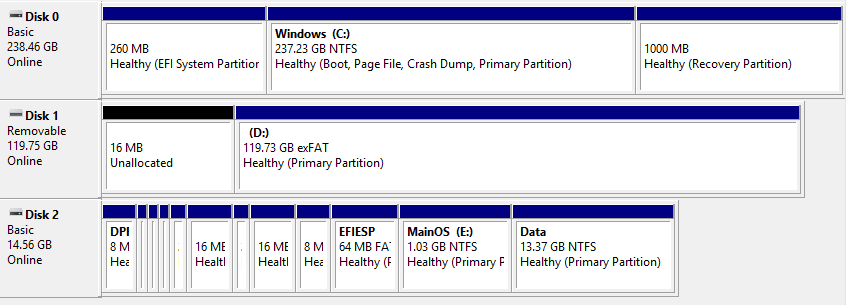 Disk 0
Basic
238.46 GB
Online
260 MB
Healthy (EFI System Partition
Windows (C:)
237.23 GB NTFS
Healthy (Boot, Page File, Crash Dump, Primary Partition)
1000 MB
Healthy (Recovery Partition)
Disk 1
Removable
119.75 GB
Online
16 MB
Unallocated
(D:)
119.73 GB exFAT
Healthy (Primary Partition)
Disk 2
Basic
14.56 GB
Online
DPI
8 M
Hea
16 ME
Healtl
16 ME
Healtl
8 M
Hea
EFIESP
64 MB FA
Healthy (F
MainOS (E:)
1.03 GB NTFS
Healthy (Primary P
Data
13.37 GB NTFS
Healthy (Primary Partition)